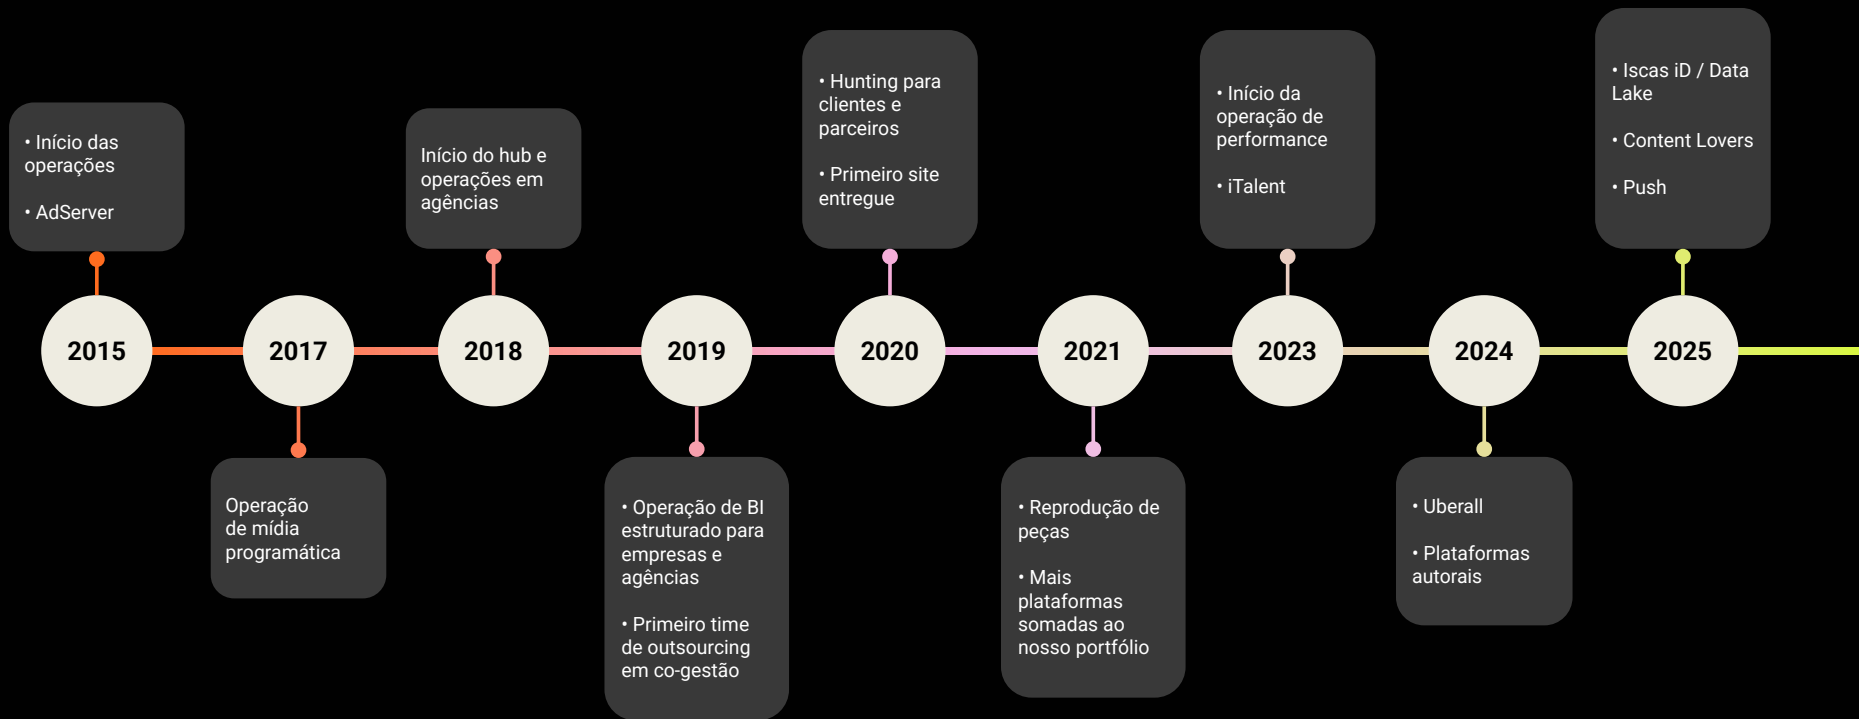 • Início das
operações
• AdServer
Início do hub e
operações em
agências
• Hunting para
clientes e
parceiros
• Primeiro site
entregue
• Início da
operação de
performance
• iTalent
• Iscas iD / Data
Lake
• Content Lovers
• Push
2015
2017
2018
2019
2020
2021
2023
2024
2025
Operação
de mídia
programática
• Operação de BI
estruturado para
empresas e
agências
• Primeiro time
de outsourcing
em co-gestão
• Reprodução de
peças
• Mais
plataformas
somadas ao
nosso portfólio
• Uberall
• Plataformas
autorais